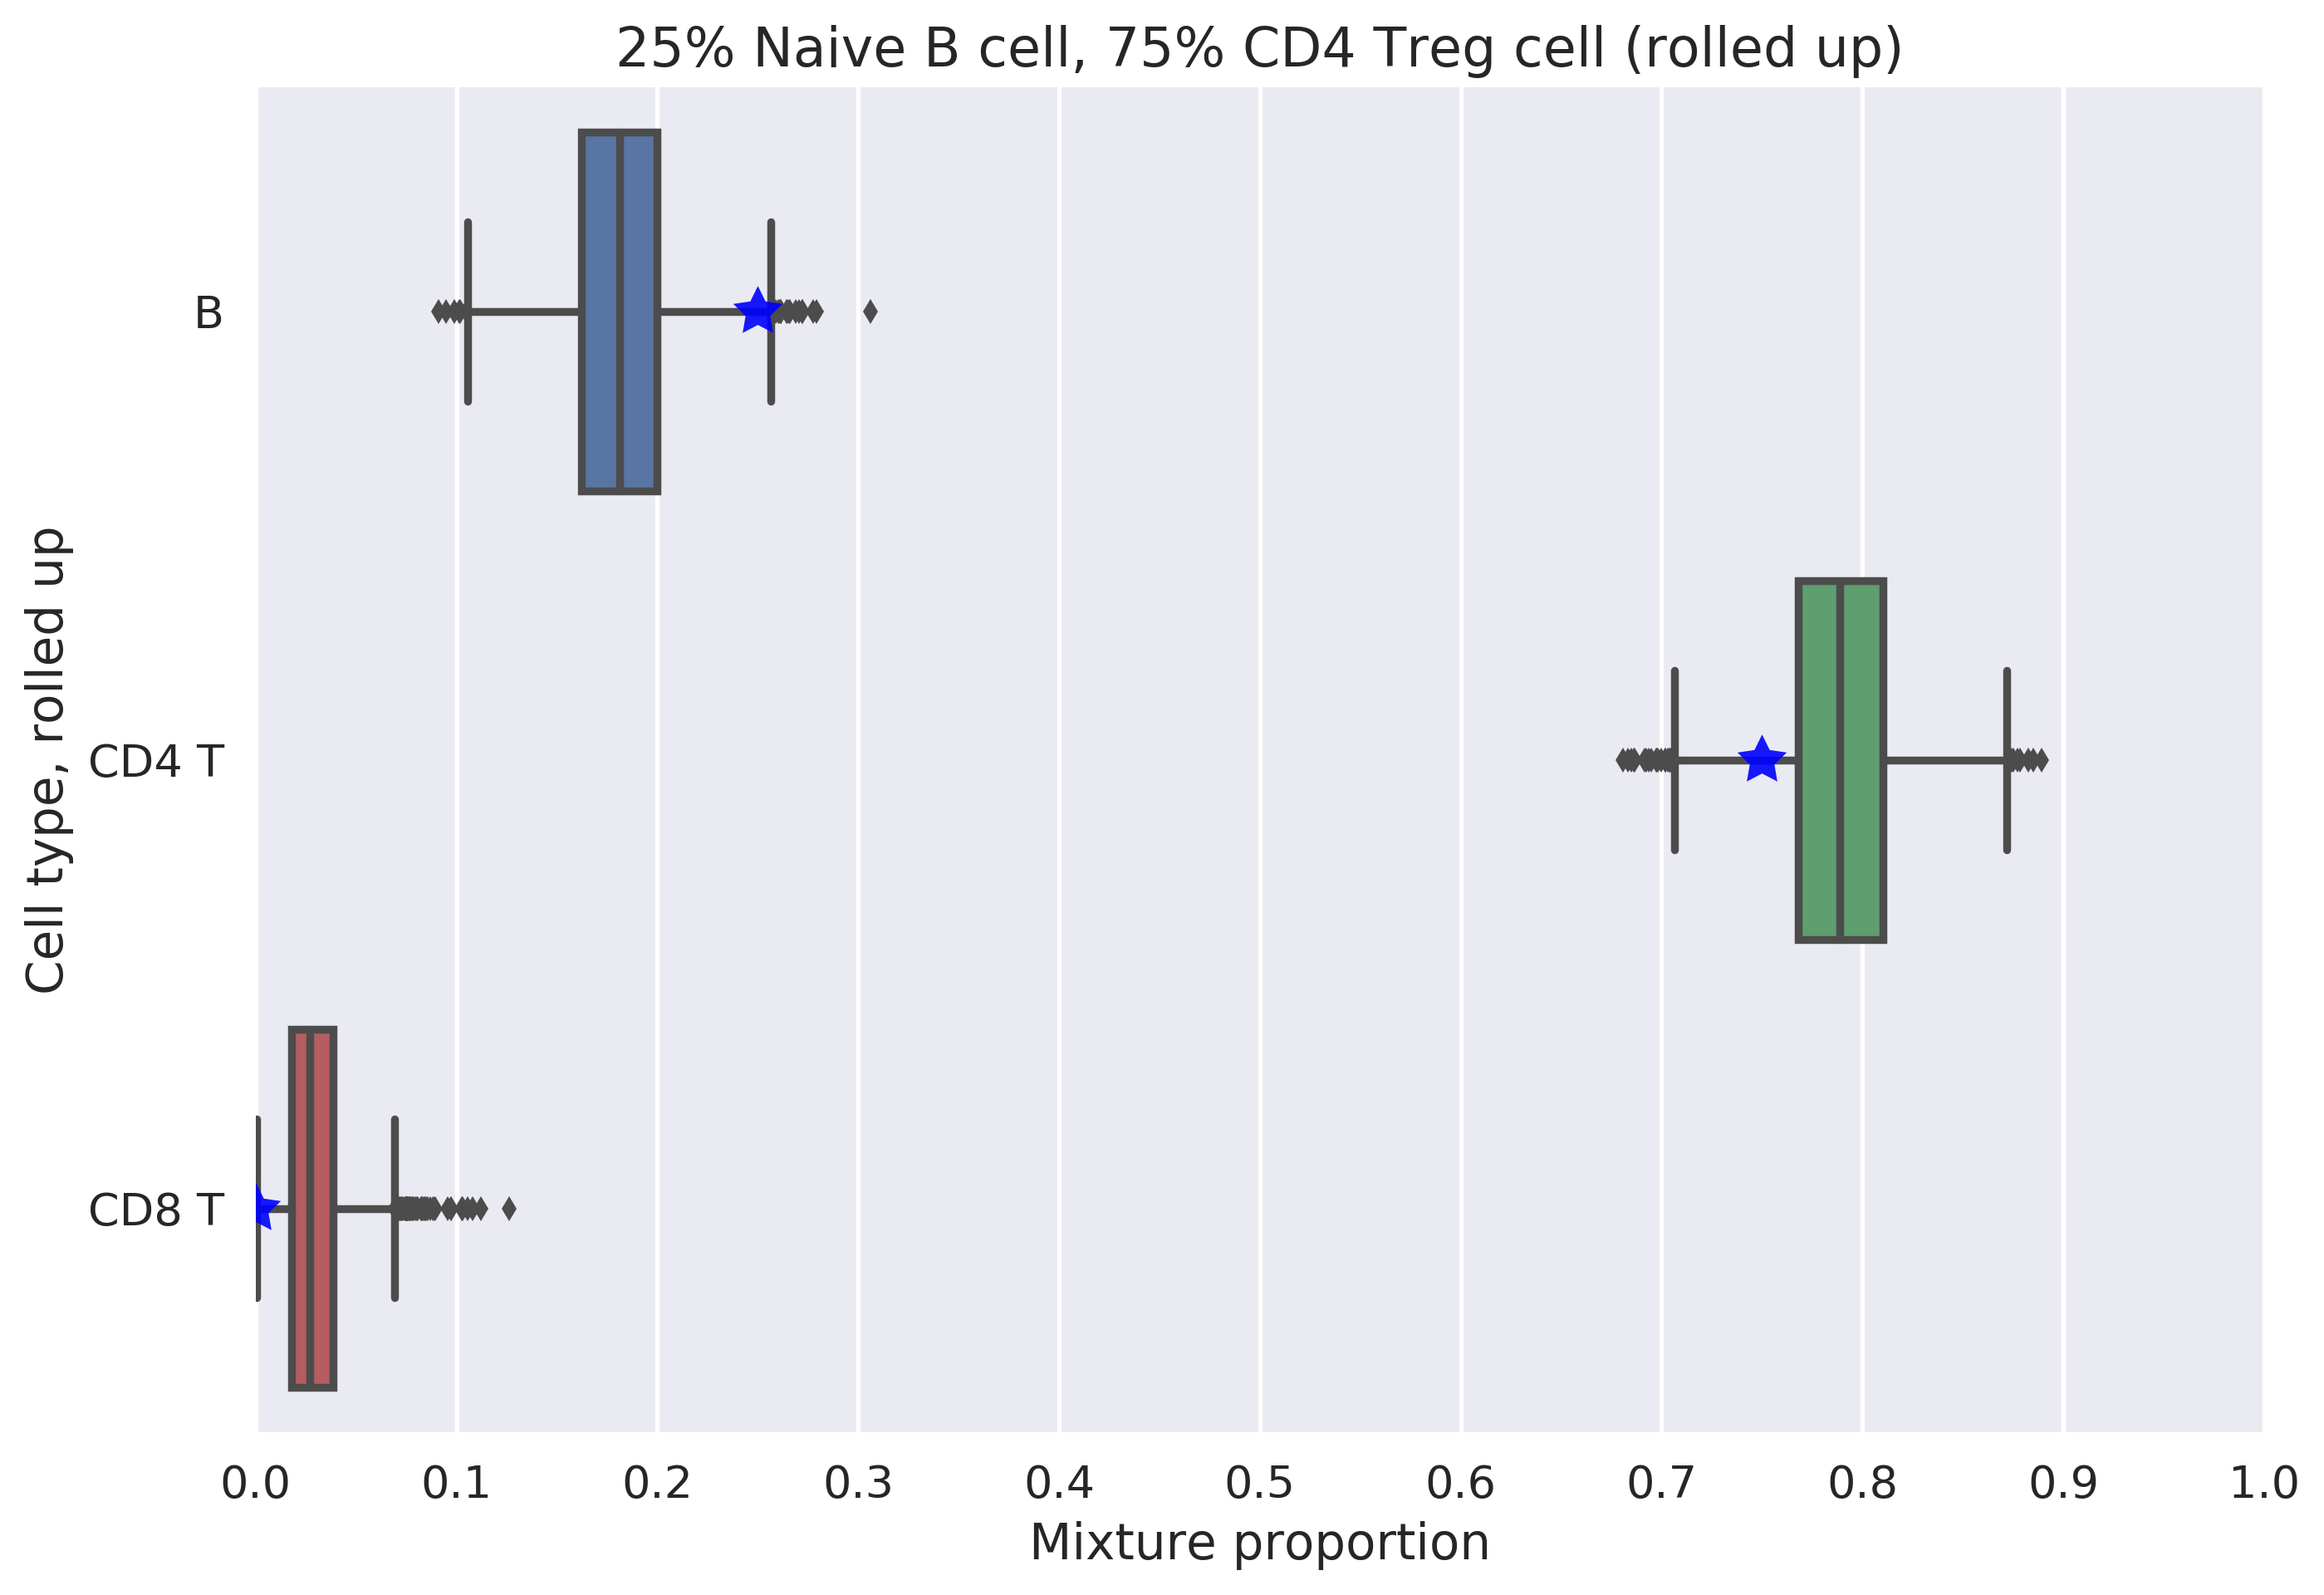 25% Naive B cell, 75% CD4 Treg cell (rolled up)
Cell type, rolled up
B
CD4 T
CD8 T
0.0 0.1 0.2 0.3 0.4 0.5 0.6 0.7 0.8 0.9 1.0
Mixture proportion